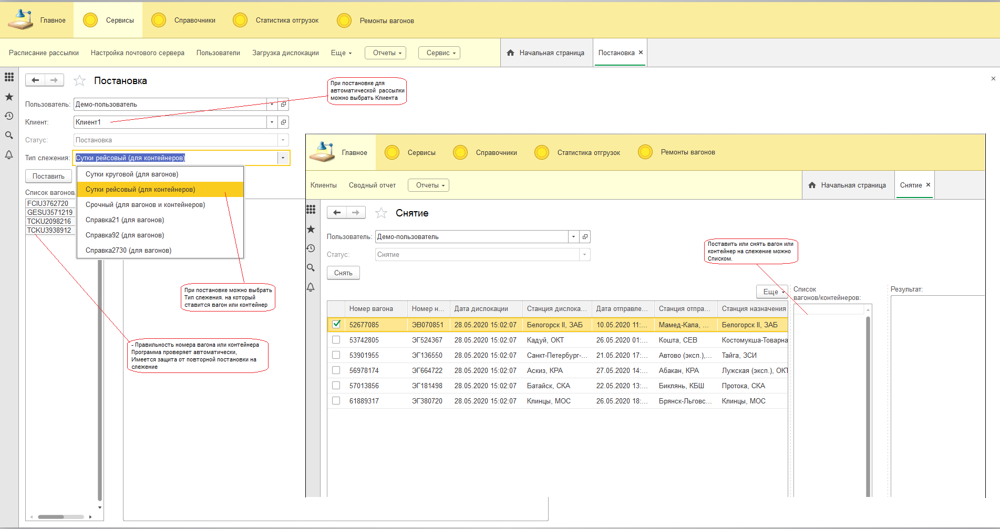 Главное
Сервисы
Справочники
Статистика отгрузок
Ремонты вагонов
Расписание рассылки
Настройка почтового сервера
Пользователи
Загрузка дислокации
Еще
Отчеты
Сервис
Начальная страница
Постановка
Постановка
При постановке для
автоматической рассылки
можно выбрать Клиента
Пользователь: Демо-пользователь
Клиент: Клиент1
Статус: Постановка
Тип слежения: Сутки рейсовый (для контейнеров)
Поставить
Сутки круговой (для вагонов)
Сутки рейсовый (для контейнеров)
Срочный (для вагонов и контейнеров)
Справка21 (для вагонов)
Справка92 (для вагонов)
Справка2730 (для вагонов)
Список вагонов
FCIU3762720
GESU3571219
TCKU2098216
TCKU3938912
При постановке можно выбрать
Тип слежения. на который
ставится вагон или контейнер
- Правильность номера вагона или контейнера
Программа проверяет автоматически,
Имеется защита от повторной постановки на
слежение
Главное
Сервисы
Справочники
Статистика отгрузок
Ремонты вагонов
Клиенты
Сводный отчет
Отчеты
Начальная страница
Снятие
Снятие
Пользователь: Демо-пользователь
Статус: Снятие
Снять
Поставить или снять вагон или
контейнер на слежение можно
Списком.
Еще
Список
вагонов/контейнеров:
Результат:
Номер вагона Номер н... Дата дислокации Станция дислока... Дата отправле... Станция отпра... Станция назначения
52677085 ЭВ070851 28.05.2020 15:02:07 Белогорск II, ЗАБ 10.05.2020 11:... Мамед-Кала, ... Белогорск II, ЗАБ
53742805 ЭГ524367 28.05.2020 15:02:07 Кадуй, ОКТ 26.05.2020 01:... Кошта, СЕВ Костомукша-Товарна
53901955 ЭГ136550 28.05.2020 15:02:07 Санкт-Петербург-... 21.05.2020 17:... Автово (эксп.),... Тайга, ЗСИ
56978174 ЭГ664722 28.05.2020 15:02:07 Аскиз, КРА 27.05.2020 14:... Абакан, КРА Лужская (эксп.), ОКТ
57013856 ЭГ181498 28.05.2020 15:02:07 Батайск, СКА 22.05.2020 13:... Биклянь, КБШ Протока, СКА
61889317 ЭГ380720 28.05.2020 15:02:07 Клинцы, МОС 26.05.2020 18:... Брянск-Льговс... Клинцы, МОС